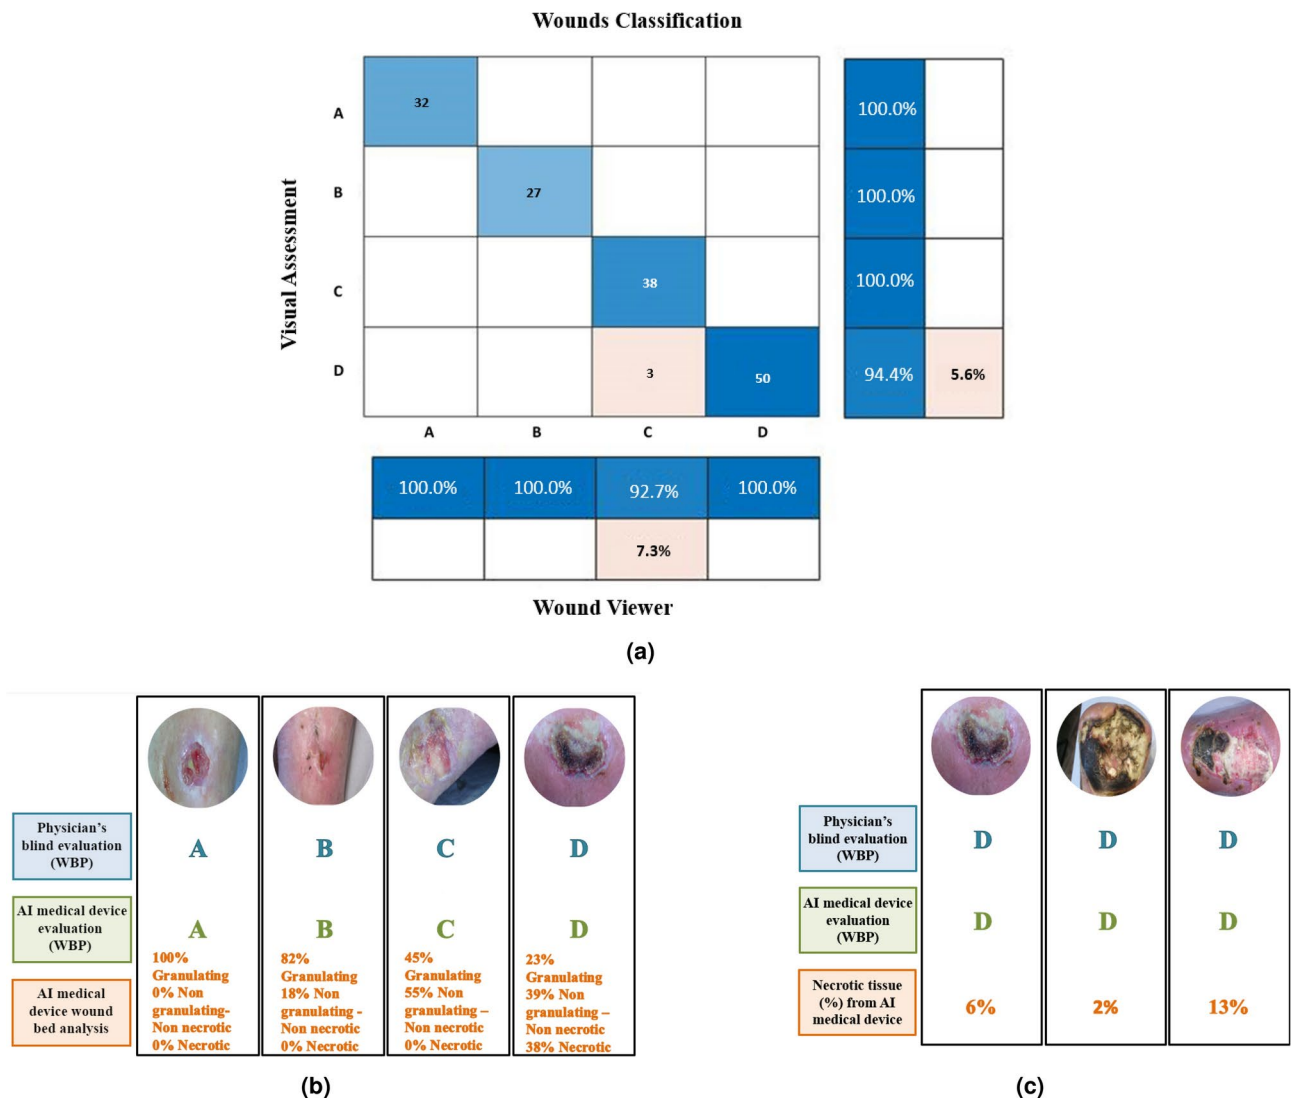 Wounds Classification
Visual Assessment
A
32
100.0%
B
27
100.0%
C
38
100.0%
D
3
50
94.4%
5.6%
A B C D
100.0% 100.0% 92.7% 100.0%
7.3%
Wound Viewer
(a)
Physician's
blind evaluation
(WBP)
A B C D
AI medical device
evaluation
(WBP)
A B C D
AI medical
device wound
bed analysis
100%
Granulating
0% Non
granulating-
Non necrotic
0% Necrotic
82%
Granulating
18% Non
granulating -
Non necrotic
0% Necrotic
45%
Granulating
55% Non
granulating –
Non necrotic
0% Necrotic
23%
Granulating
39% Non
granulating –
Non necrotic
38% Necrotic
(b)
Physician's
blind evaluation
(WBP)
D D D
AI medical device
evaluation
(WBP)
D D D
Necrotic tissue
(%) from AI
medical device
6% 2% 13%
(c)